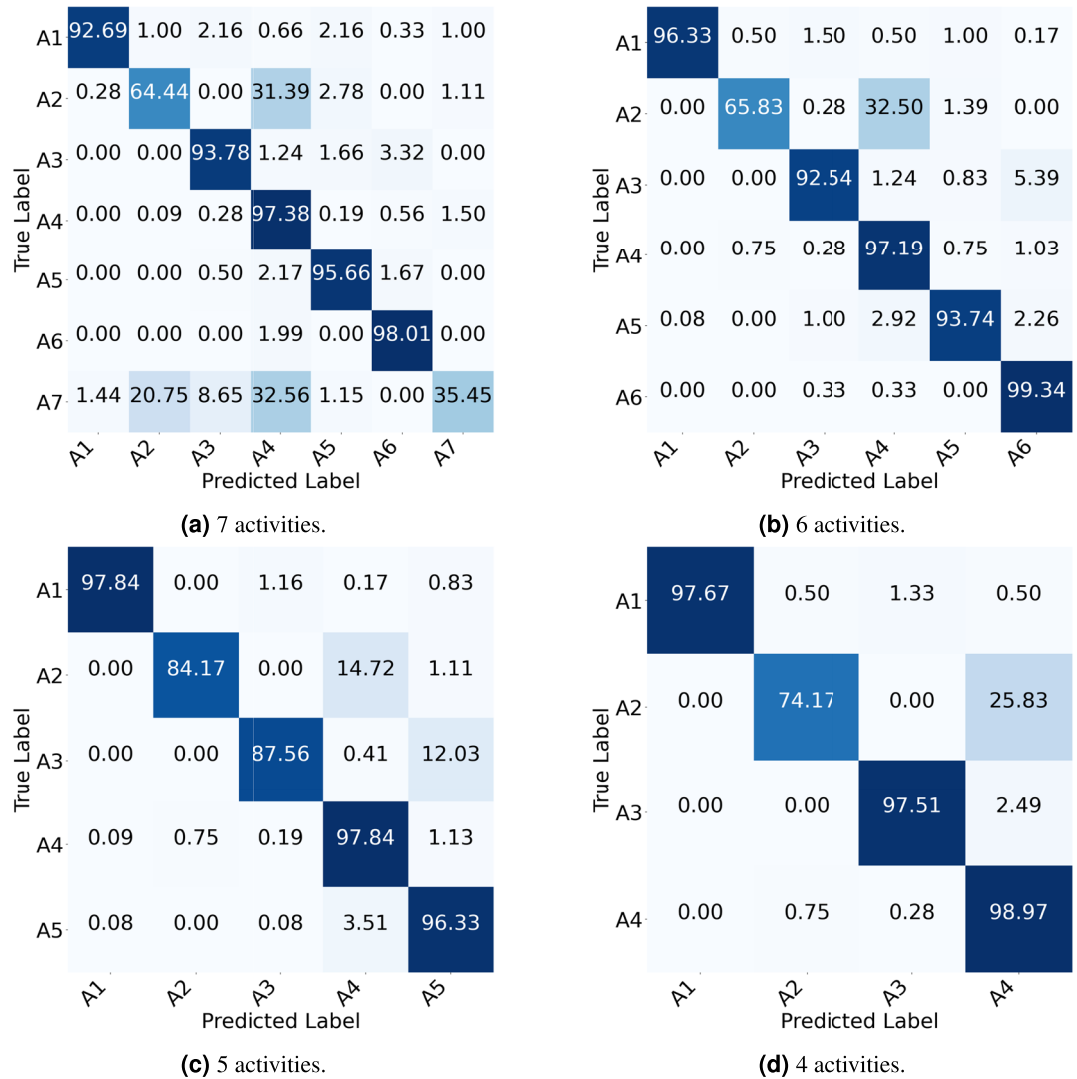 A1 92.69 1.00 2.16 0.66 2.16 0.33 1.00
A2 0.28 64.44 0.00 31.39 2.78 0.00 1.11
A3 0.00 0.00 93.78 1.24 1.66 3.32 0.00
A4 0.00 0.09 0.28 97.38 0.19 0.56 1.50
A5 0.00 0.00 0.50 2.17 95.66 1.67 0.00
A6 0.00 0.00 0.00 1.99 0.00 98.01 0.00
A7 1.44 20.75 8.65 32.56 1.15 0.00 35.45
True Label
A1 A2 A3 A4 A5 A6 A7
Predicted Label
(a) 7 activities.
A1 96.33 0.50 1.50 0.50 1.00 0.17
A2 0.00 65.83 0.28 32.50 1.39 0.00
A3 0.00 0.00 92.54 1.24 0.83 5.39
A4 0.00 0.75 0.28 97.19 0.75 1.03
A5 0.08 0.00 1.00 2.92 93.74 2.26
A6 0.00 0.00 0.33 0.33 0.00 99.34
True Label
A1 A2 A3 A4 A5 A6
Predicted Label
(b) 6 activities.
A1 97.84 0.00 1.16 0.17 0.83
A2 0.00 84.17 0.00 14.72 1.11
A3 0.00 0.00 87.56 0.41 12.03
A4 0.09 0.75 0.19 97.84 1.13
A5 0.08 0.00 0.08 3.51 96.33
True Label
A1 A2 A3 A4 A5
Predicted Label
(c) 5 activities.
A1 97.67 0.50 1.33 0.50
A2 0.00 74.17 0.00 25.83
A3 0.00 0.00 97.51 2.49
A4 0.00 0.75 0.28 98.97
True Label
A1 A2 A3 A4
Predicted Label
(d) 4 activities.